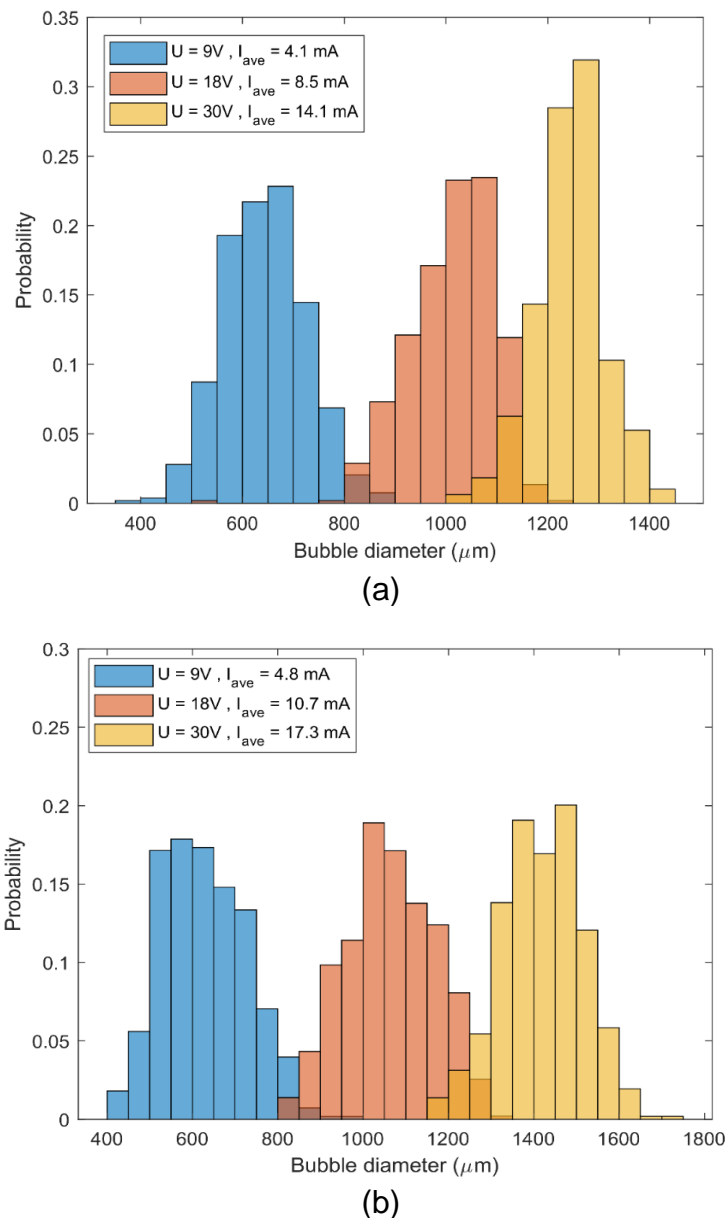 0.35
0.3
0.25
0.2
0.15
0.1
0.05
0
Probability
U = 9V , I_ave = 4.1 mA
U = 18V , I_ave = 8.5 mA
U = 30V , I_ave = 14.1 mA
400 600 800 1000 1200 1400
Bubble diameter (μm)
(a)
0.3
0.25
0.2
0.15
0.1
0.05
0
Probability
U = 9V , I_ave = 4.8 mA
U = 18V , I_ave = 10.7 mA
U = 30V , I_ave = 17.3 mA
400 600 800 1000 1200 1400 1600 1800
Bubble diameter (μm)
(b)